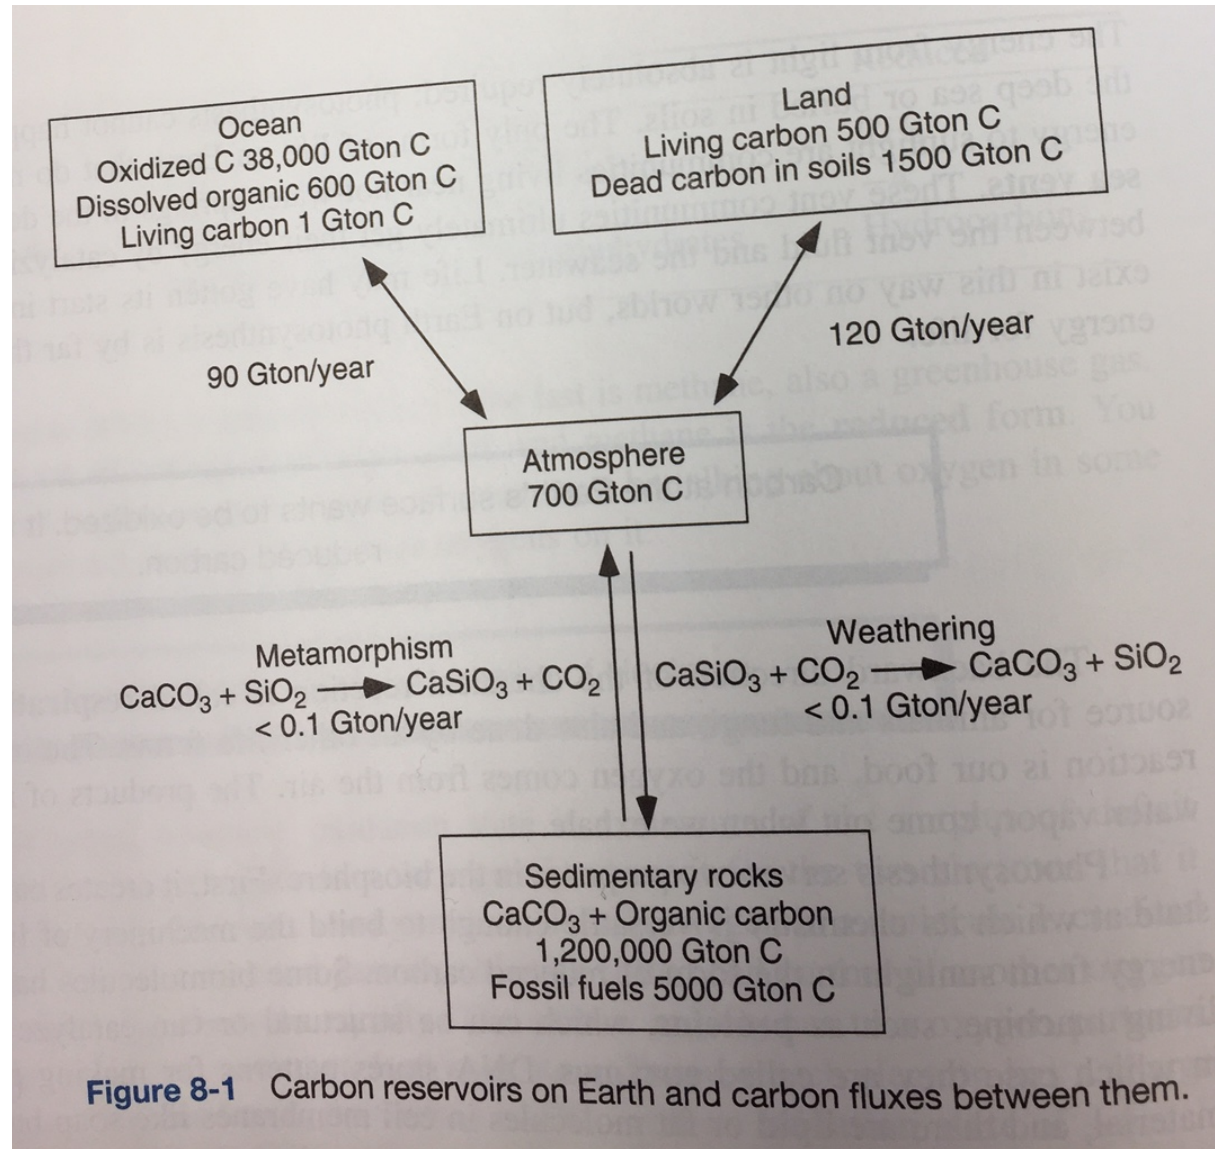 Ocean
Oxidized C 38,000 Gton C
Dissolved organic 600 Gton C
Living carbon 1 Gton C
Land
Living carbon 500 Gton C
Dead carbon in soils 1500 Gton C
90 Gton/year
120 Gton/year
Atmosphere
700 Gton C
Metamorphism
CaCO₃ + SiO₂ → CaSiO₃ + CO₂
< 0.1 Gton/year
Weathering
CaSiO₃ + CO₂ → CaCO₃ + SiO₂
< 0.1 Gton/year
Sedimentary rocks
CaCO₃ + Organic carbon
1,200,000 Gton C
Fossil fuels 5000 Gton C
Figure 8-1 Carbon reservoirs on Earth and carbon fluxes between them.